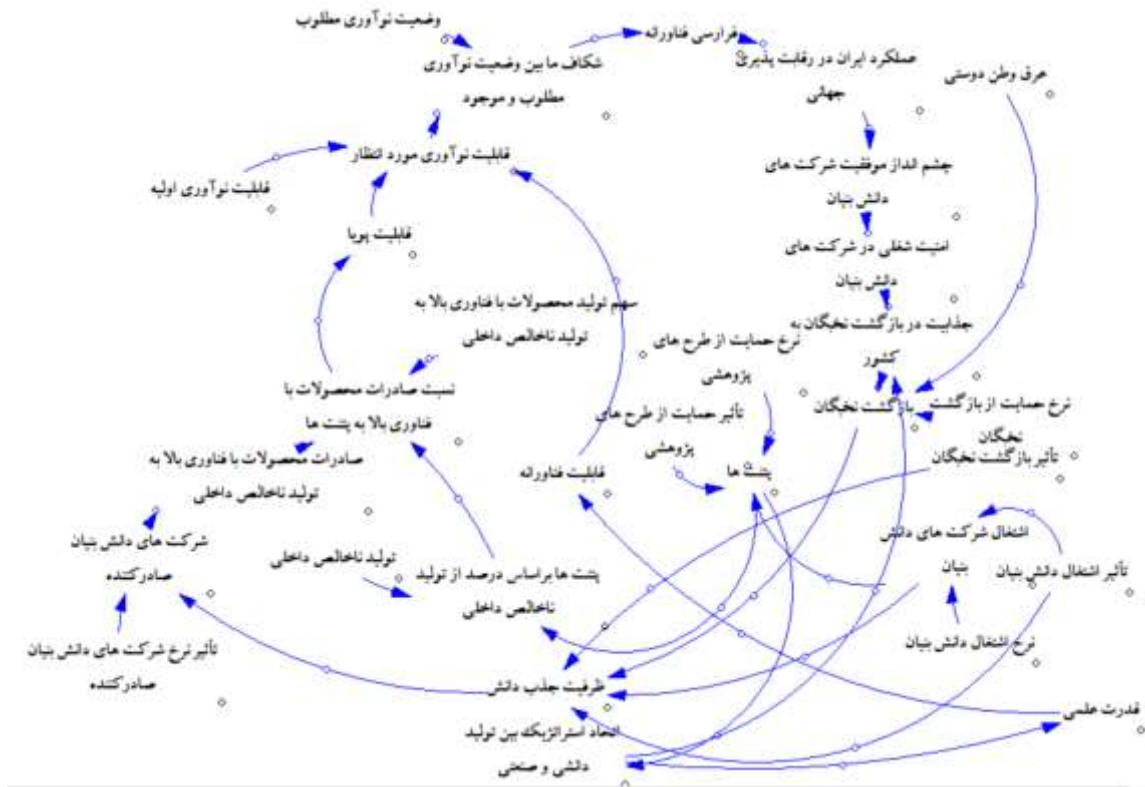 وضعیت نوآوری مطلوب
شکاف مابین وضعیت نوآوری
مطلوب و موجود
فرارسی فناورانه
عملکرد ایران در رقابت پذیری
جهانی
عرق وطن دوستی
قابلیت نوآوری مورد انتظار
قابلیت نوآوری اولیه
چشم انداز موفقیت شرکت های
دانش بنیان
قابلیت پویا
امنیت شغلی در شرکت های
دانش بنیان
سهم تولید محصولات با فناوری بالا به
تولید ناخالص داخلی
جذابیت در بازگشت نخبگان به
کشور
نرخ حمایت از طرح های
پژوهشی
نسبت صادرات محصولات با
فناوری بالا به پتنت ها
تأثیر حمایت از طرح های
پژوهشی
بازگشت نخبگان
نرخ حمایت از بازگشت
نخبگان
تأثیر بازگشت نخبگان
صادرات محصولات با فناوری بالا به
تولید ناخالص داخلی
قابلیت فناورانه
پتنت ها
شرکت های دانش بنیان
صادرکننده
تولید ناخالص داخلی
پتنت ها براساس درصد از تولید
ناخالص داخلی
اشتغال شرکت های دانش
بنیان
تأثیر اشتغال دانش بنیان
نرخ اشتغال دانش بنیان
تأثیر نرخ شرکت های دانش بنیان
صادرکننده
ظرفیت جذب دانش
قدرت علمی
اتحاد استراتژیک بین تولید
دانشی و صنعتی